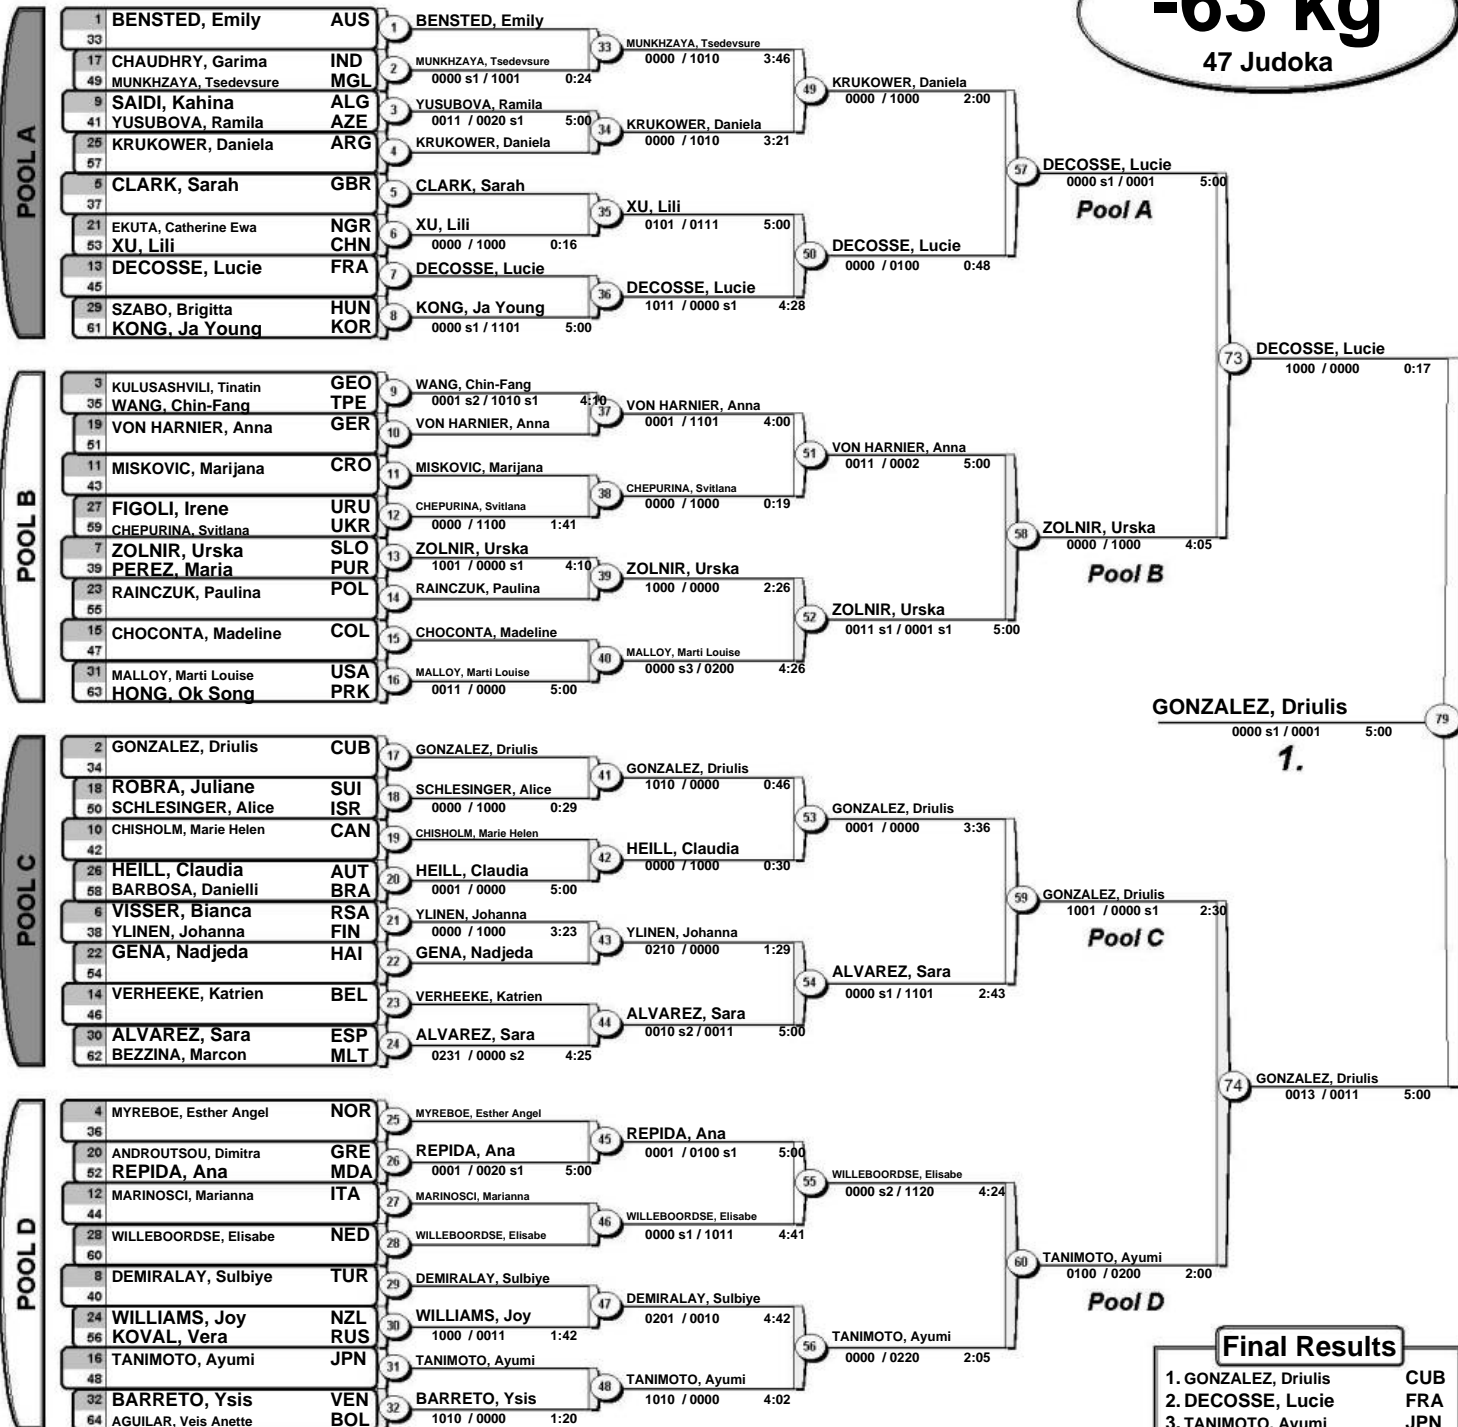 -63 kg
47 Judoka
POOL A
1 BENSTED, Emily AUS
33
17 CHAUDHRY, Garima IND
49 MUNKHZAYA, Tsedevsure MGL
9 SAIDI, Kahina ALG
41 YUSUBOVA, Ramila AZE
25 KRUKOWER, Daniela ARG
57
5 CLARK, Sarah GBR
37
21 EKUTA, Catherine Ewa NGR
53 XU, Lili CHN
13 DECOSSE, Lucie FRA
45
29 SZABO, Brigitta HUN
61 KONG, Ja Young KOR
1 BENSTED, Emily
2 MUNKHZAYA, Tsedevsure
0000 s1 / 1001 0:24
3 YUSUBOVA, Ramila
0011 / 0020 s1 5:00
4 KRUKOWER, Daniela
5 CLARK, Sarah
6 XU, Lili
0000 / 1000 0:16
7 DECOSSE, Lucie
8 KONG, Ja Young
0000 s1 / 1101 5:00
33 MUNKHZAYA, Tsedevsure
0000 / 1010 3:46
34 KRUKOWER, Daniela
0000 / 1010 3:21
35 XU, Lili
0101 / 0111 5:00
36 DECOSSE, Lucie
1011 / 0000 s1 4:28
49 KRUKOWER, Daniela
0000 / 1000 2:00
50 DECOSSE, Lucie
0000 / 0100 0:48
57 DECOSSE, Lucie
0000 s1 / 0001 5:00
Pool A
POOL B
3 KULUSASHVILI, Tinatin GEO
35 WANG, Chin-Fang TPE
19 VON HARNIER, Anna GER
51
11 MISKOVIC, Marijana CRO
43
27 FIGOLI, Irene URU
59 CHEPURINA, Svitlana UKR
7 ZOLNIR, Urska SLO
39 PEREZ, Maria PUR
23 RAINCZUK, Paulina POL
55
15 CHOCONTA, Madeline COL
47
31 MALLOY, Marti Louise USA
63 HONG, Ok Song PRK
9 WANG, Chin-Fang
0001 s2 / 1010 s1 4:10
10 VON HARNIER, Anna
11 MISKOVIC, Marijana
12 CHEPURINA, Svitlana
0000 / 1100 1:41
13 ZOLNIR, Urska
1001 / 0000 s1 4:10
14 RAINCZUK, Paulina
15 CHOCONTA, Madeline
16 MALLOY, Marti Louise
0011 / 0000 5:00
37 VON HARNIER, Anna
0001 / 1101 4:00
38 CHEPURINA, Svitlana
0000 / 1000 0:19
39 ZOLNIR, Urska
1000 / 0000 2:26
40 MALLOY, Marti Louise
0000 s3 / 0200 4:26
51 VON HARNIER, Anna
0011 / 0002 5:00
52 ZOLNIR, Urska
0011 s1 / 0001 s1 5:00
58 ZOLNIR, Urska
0000 / 1000 4:05
Pool B
73 DECOSSE, Lucie
1000 / 0000 0:17
GONZALEZ, Driulis 79
0000 s1 / 0001 5:00
1.
POOL C
2 GONZALEZ, Driulis CUB
34
18 ROBRA, Juliane SUI
50 SCHLESINGER, Alice ISR
10 CHISHOLM, Marie Helen CAN
42
26 HEILL, Claudia AUT
58 BARBOSA, Danielli BRA
6 VISSER, Bianca RSA
38 YLINEN, Johanna FIN
22 GENA, Nadjeda HAI
54
14 VERHEEKE, Katrien BEL
46
30 ALVAREZ, Sara ESP
62 BEZZINA, Marcon MLT
17 GONZALEZ, Driulis
18 SCHLESINGER, Alice
0000 / 1000 0:29
19 CHISHOLM, Marie Helen
20 HEILL, Claudia
0001 / 0000 5:00
21 YLINEN, Johanna
0000 / 1000 3:23
22 GENA, Nadjeda
23 VERHEEKE, Katrien
24 ALVAREZ, Sara
0231 / 0000 s2 4:25
41 GONZALEZ, Driulis
1010 / 0000 0:46
42 HEILL, Claudia
0000 / 1000 0:30
43 YLINEN, Johanna
0210 / 0000 1:29
44 ALVAREZ, Sara
0010 s2 / 0011 5:00
53 GONZALEZ, Driulis
0001 / 0000 3:36
54 ALVAREZ, Sara
0000 s1 / 1101 2:43
59 GONZALEZ, Driulis
1001 / 0000 s1 2:30
Pool C
POOL D
4 MYREBOE, Esther Angel NOR
36
20 ANDROUTSOU, Dimitra GRE
52 REPIDA, Ana MDA
12 MARINOSCI, Marianna ITA
44
28 WILLEBOORDSE, Elisabe NED
60
8 DEMIRALAY, Sulbiye TUR
40
24 WILLIAMS, Joy NZL
56 KOVAL, Vera RUS
16 TANIMOTO, Ayumi JPN
48
32 BARRETO, Ysis VEN
64 AGUILAR, Veis Anette BOL
25 MYREBOE, Esther Angel
26 REPIDA, Ana
0001 / 0020 s1 5:00
27 MARINOSCI, Marianna
28 WILLEBOORDSE, Elisabe
29 DEMIRALAY, Sulbiye
30 WILLIAMS, Joy
1000 / 0011 1:42
31 TANIMOTO, Ayumi
32 BARRETO, Ysis
1010 / 0000 1:20
45 REPIDA, Ana
0001 / 0100 s1 5:00
46 WILLEBOORDSE, Elisabe
0000 s1 / 1011 4:41
47 DEMIRALAY, Sulbiye
0201 / 0010 4:42
48 TANIMOTO, Ayumi
1010 / 0000 4:02
55 WILLEBOORDSE, Elisabe
0000 s2 / 1120 4:24
56 TANIMOTO, Ayumi
0000 / 0220 2:05
60 TANIMOTO, Ayumi
0100 / 0200 2:00
Pool D
74 GONZALEZ, Driulis
0013 / 0011 5:00
Final Results
1. GONZALEZ, Driulis CUB
2. DECOSSE, Lucie FRA
3. TANIMOTO, Ayumi JPN